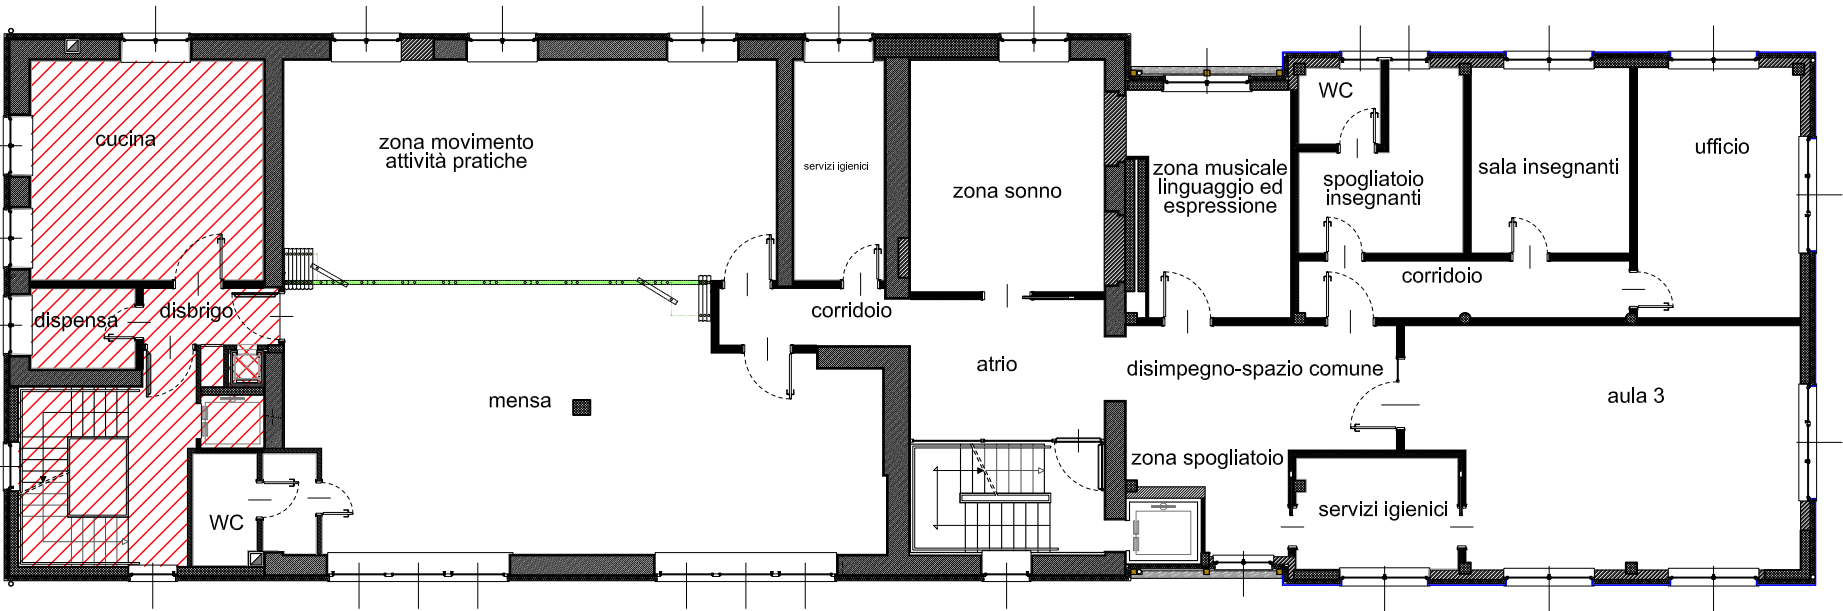 cucina
zona movimento
attività pratiche
servizi igienici
zona sonno
zona musicale
linguaggio ed
espressione
WC
spogliatoio
insegnanti
sala insegnanti
ufficio
corridoio
dispensa
disbrigo
corridoio
atrio
disimpegno-spazio comune
aula 3
mensa
zona spogliatoio
servizi igienici
WC